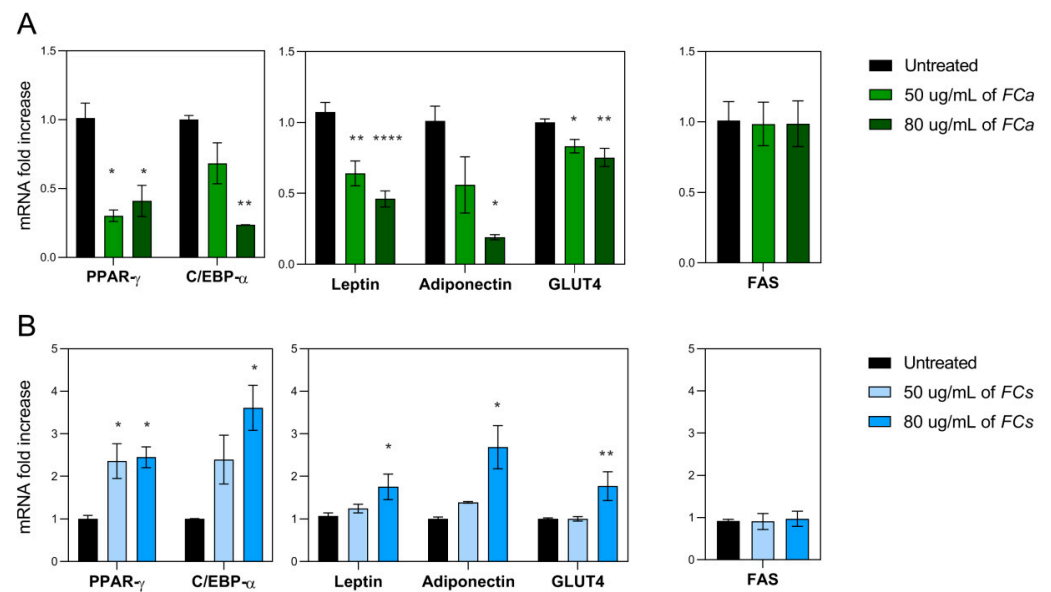 A
mRNA fold increase
1.5
1.0
0.5
0.0
* * **
PPAR-γ C/EBP-α
1.5
1.0
0.5
0.0
** **** * * **
Leptin Adiponectin GLUT4
1.5
1.0
0.5
0.0
FAS
Untreated
50 ug/mL of FCa
80 ug/mL of FCa
B
mRNA fold increase
5
4
3
2
1
0
* * *
PPAR-γ C/EBP-α
5
4
3
2
1
0
* * **
Leptin Adiponectin GLUT4
5
4
3
2
1
0
FAS
Untreated
50 ug/mL of FCs
80 ug/mL of FCs